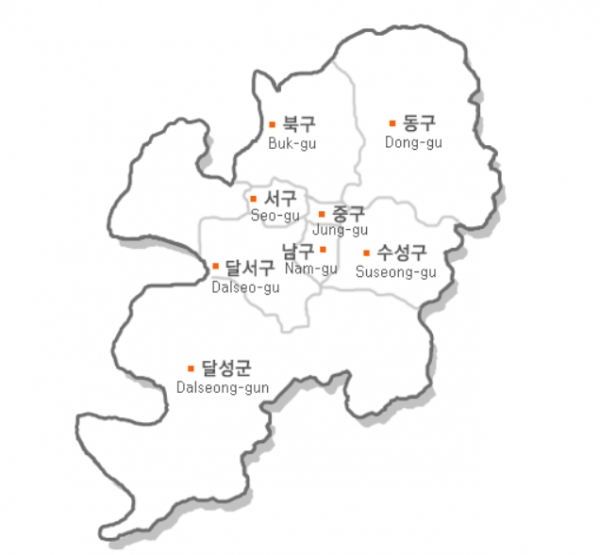 북구
Buk-gu
동구
Dong-gu
서구
Seo-gu
중구
Jung-gu
남구
Nam-gu
수성구
Suseong-gu
달서구
Dalseo-gu
달성군
Dalseong-gun